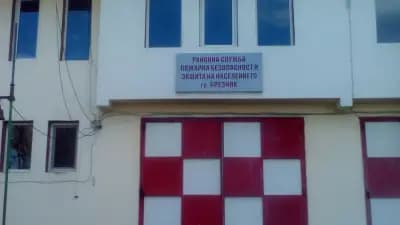 РАЙОННА СЛУЖБА
ПОЖАРНА БЕЗОПАСНОСТ И
ЗАЩИТА НА НАСЕЛЕНИЕТО
гр. БРЕЗНИК